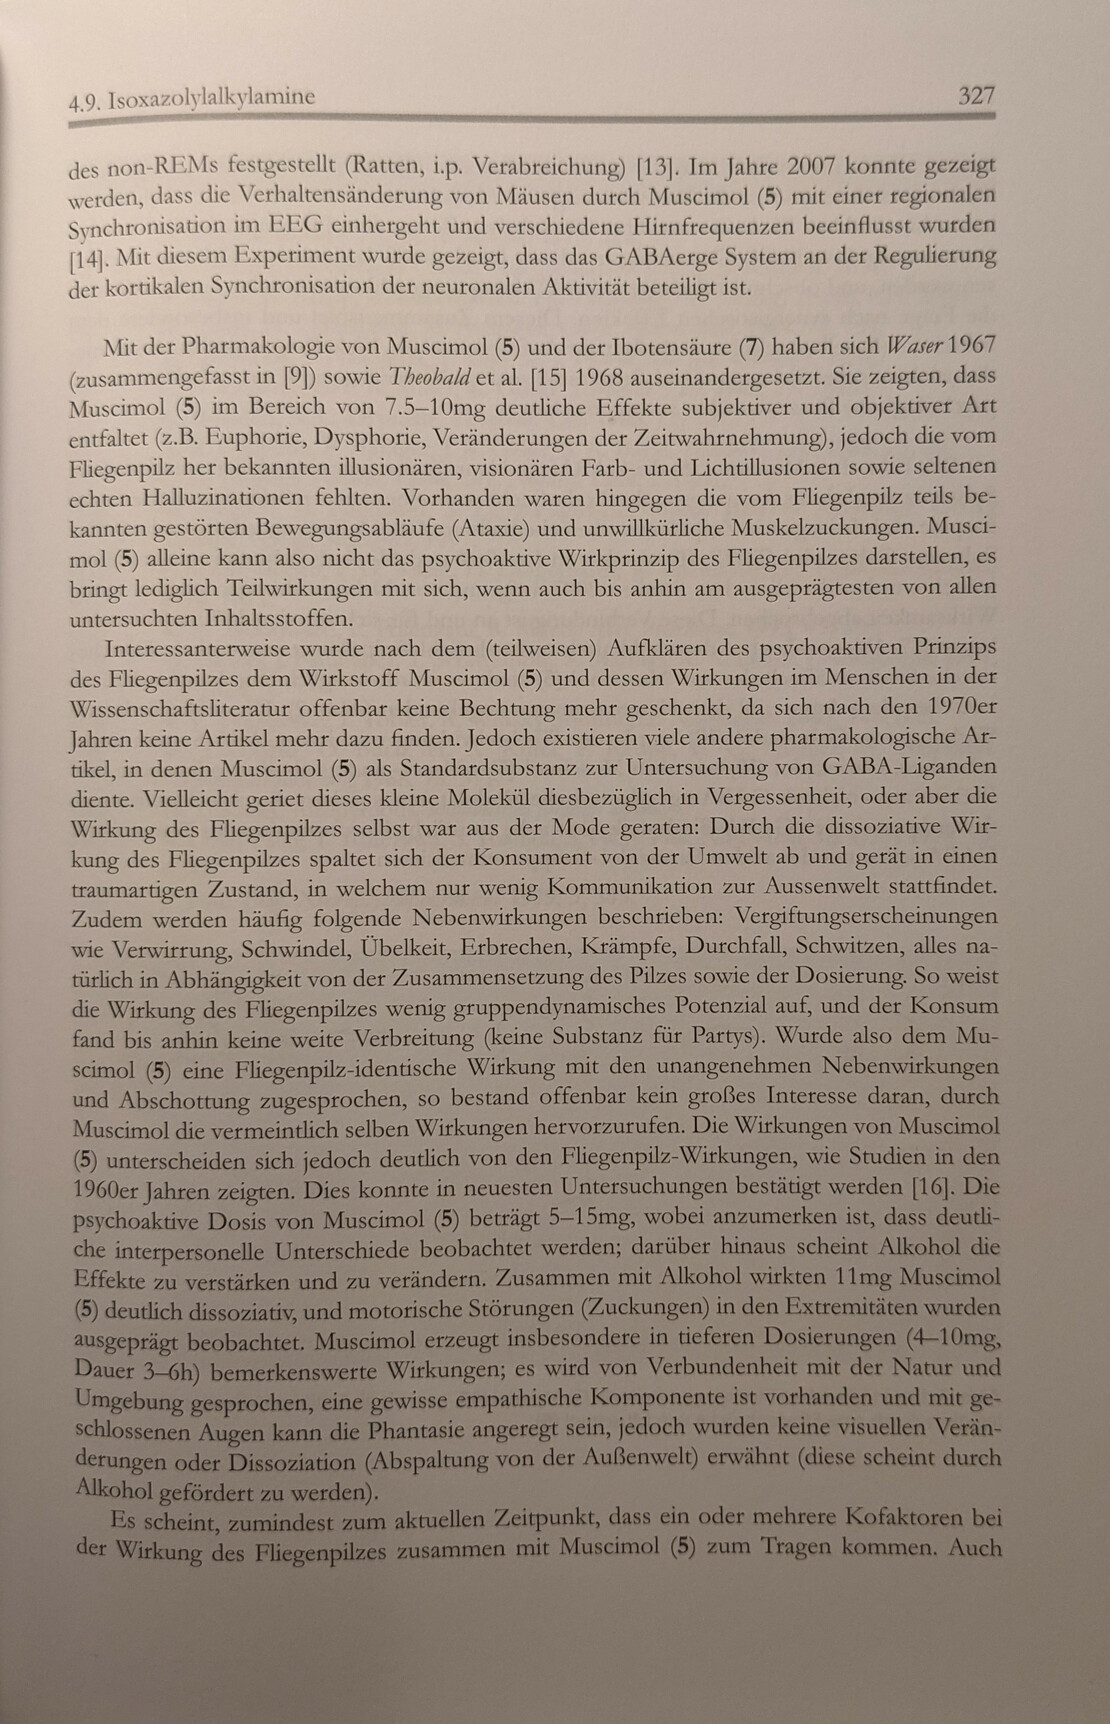 4.9. Isoxazolylalkylamine 327
des non-REMs festgestellt (Ratten, i.p. Verabreichung) [13]. Im Jahre 2007 konnte gezeigt
werden, dass die Verhaltensänderung von Mäusen durch Muscimol (5) mit einer regionalen
Synchronisation im EEG einhergeht und verschiedene Hirnfrequenzen beeinflusst wurden
[14]. Mit diesem Experiment wurde gezeigt, dass das GABAerge System an der Regulierung
der kortikalen Synchronisation der neuronalen Aktivität beteiligt ist.
Mit der Pharmakologie von Muscimol (5) und der Ibotensäure (7) haben sich Waser 1967
(zusammengefasst in [9]) sowie Theobald et al. [15] 1968 auseinandergesetzt. Sie zeigten, dass
Muscimol (5) im Bereich von 7.5–10mg deutliche Effekte subjektiver und objektiver Art
entfaltet (z.B. Euphorie, Dysphorie, Veränderungen der Zeitwahrnehmung), jedoch die vom
Fliegenpilz her bekannten illusionären, visionären Farb- und Lichtillusionen sowie seltenen
echten Halluzinationen fehlten. Vorhanden waren hingegen die vom Fliegenpilz teils be-
kannten gestörten Bewegungsabläufe (Ataxie) und unwillkürliche Muskelzuckungen. Musci-
mol (5) alleine kann also nicht das psychoaktive Wirkprinzip des Fliegenpilzes darstellen, es
bringt lediglich Teilwirkungen mit sich, wenn auch bis anhin am ausgeprägtesten von allen
untersuchten Inhaltsstoffen.
Interessanterweise wurde nach dem (teilweisen) Aufklären des psychoaktiven Prinzips
des Fliegenpilzes dem Wirkstoff Muscimol (5) und dessen Wirkungen im Menschen in der
Wissenschaftsliteratur offenbar keine Bechtung mehr geschenkt, da sich nach den 1970er
Jahren keine Artikel mehr dazu finden. Jedoch existieren viele andere pharmakologische Ar-
tikel, in denen Muscimol (5) als Standardsubstanz zur Untersuchung von GABA-Liganden
diente. Vielleicht geriet dieses kleine Molekül diesbezüglich in Vergessenheit, oder aber die
Wirkung des Fliegenpilzes selbst war aus der Mode geraten: Durch die dissoziative Wir-
kung des Fliegenpilzes spaltet sich der Konsument von der Umwelt ab und gerät in einen
traumartigen Zustand, in welchem nur wenig Kommunikation zur Aussenwelt stattfindet.
Zudem werden häufig folgende Nebenwirkungen beschrieben: Vergiftungserscheinungen
wie Verwirrung, Schwindel, Übelkeit, Erbrechen, Krämpfe, Durchfall, Schwitzen, alles na-
türlich in Abhängigkeit von der Zusammensetzung des Pilzes sowie der Dosierung. So weist
die Wirkung des Fliegenpilzes wenig gruppendynamisches Potenzial auf, und der Konsum
fand bis anhin keine weite Verbreitung (keine Substanz für Partys). Wurde also dem Mu-
scimol (5) eine Fliegenpilz-identische Wirkung mit den unangenehmen Nebenwirkungen
und Abschottung zugesprochen, so bestand offenbar kein großes Interesse daran, durch
Muscimol die vermeintlich selben Wirkungen hervorzurufen. Die Wirkungen von Muscimol
(5) unterscheiden sich jedoch deutlich von den Fliegenpilz-Wirkungen, wie Studien in den
1960er Jahren zeigten. Dies konnte in neuesten Untersuchungen bestätigt werden [16]. Die
psychoaktive Dosis von Muscimol (5) beträgt 5–15mg, wobei anzumerken ist, dass deutli-
che interpersonelle Unterschiede beobachtet werden; darüber hinaus scheint Alkohol die
Effekte zu verstärken und zu verändern. Zusammen mit Alkohol wirkten 11mg Muscimol
(5) deutlich dissoziativ, und motorische Störungen (Zuckungen) in den Extremitäten wurden
ausgeprägt beobachtet. Muscimol erzeugt insbesondere in tieferen Dosierungen (4–10mg,
Dauer 3–6h) bemerkenswerte Wirkungen; es wird von Verbundenheit mit der Natur und
Umgebung gesprochen, eine gewisse empathische Komponente ist vorhanden und mit ge-
schlossenen Augen kann die Phantasie angeregt sein, jedoch wurden keine visuellen Verän-
derungen oder Dissoziation (Abspaltung von der Außenwelt) erwähnt (diese scheint durch
Alkohol gefördert zu werden).
Es scheint, zumindest zum aktuellen Zeitpunkt, dass ein oder mehrere Kofaktoren bei
der Wirkung des Fliegenpilzes zusammen mit Muscimol (5) zum Tragen kommen. Auch